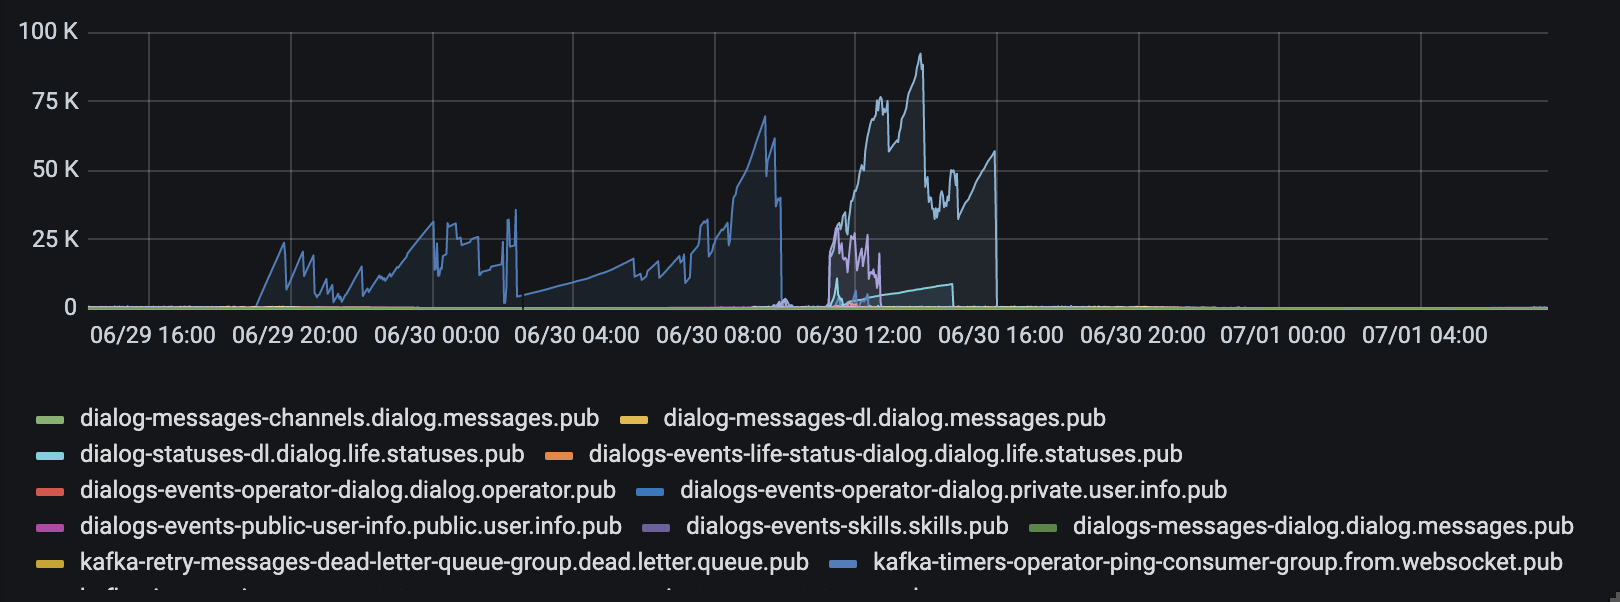 100 K
75 K
50 K
25 K
0
06/29 16:00 06/29 20:00 06/30 00:00 06/30 04:00 06/30 08:00 06/30 12:00 06/30 16:00 06/30 20:00 07/01 00:00 07/01 04:00
dialog-messages-channels.dialog.messages.pub dialog-messages-dl.dialog.messages.pub
dialog-statuses-dl.dialog.life.statuses.pub dialogs-events-life-status-dialog.dialog.life.statuses.pub
dialogs-events-operator-dialog.dialog.operator.pub dialogs-events-operator-dialog.private.user.info.pub
dialogs-events-public-user-info.public.user.info.pub dialogs-events-skills.skills.pub dialogs-messages-dialog.dialog.messages.pub
kafka-retry-messages-dead-letter-queue-group.dead.letter.queue.pub kafka-timers-operator-ping-consumer-group.from.websocket.pub